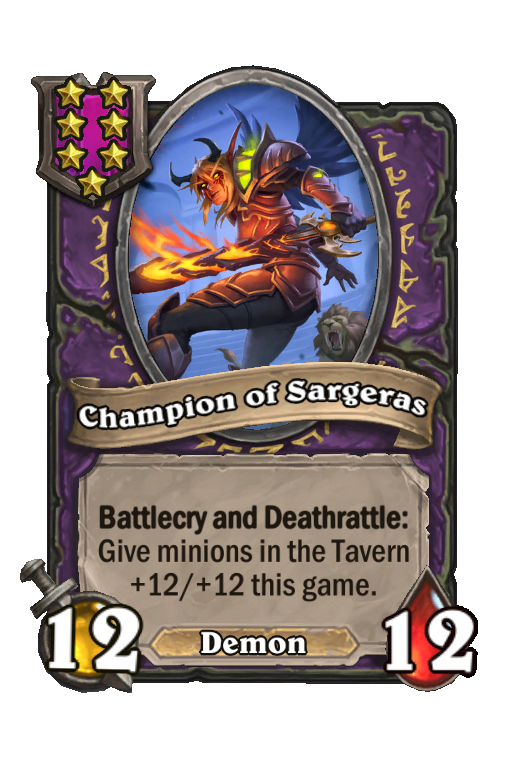 Champion of Sargeras
Battlecry and Deathrattle:
Give minions in the Tavern
+12/+12 this game.
12
Demon
12